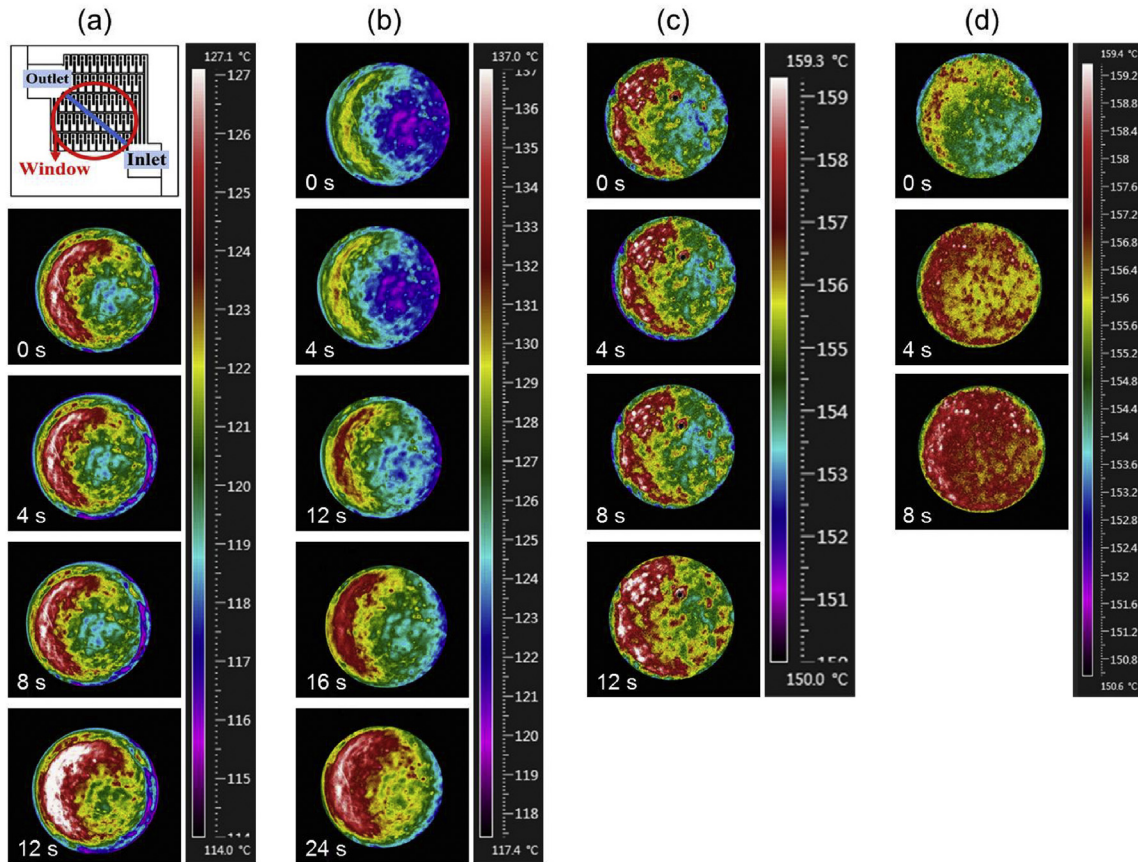 (a)
(b)
(c)
(d)
Outlet
Inlet
Window
0 s
4 s
8 s
12 s
127.1 °C
127
126
125
124
123
122
121
120
119
118
117
116
115
114
114.0 °C
0 s
4 s
12 s
16 s
24 s
137.0 °C
137
135
134
132
131
130
129
127
126
125
124
123
122
120
119
118
117.4 °C
0 s
4 s
8 s
12 s
159.3 °C
159
158
157
156
155
154
153
152
151
150
150.0 °C
0 s
4 s
8 s
159.4 °C
159.2
158.8
158.4
158
157.6
157.2
156.8
156.4
156
155.6
155.2
154.8
154.4
154
153.6
153.2
152.8
152.4
152
151.6
151.2
150.8
150.6 °C